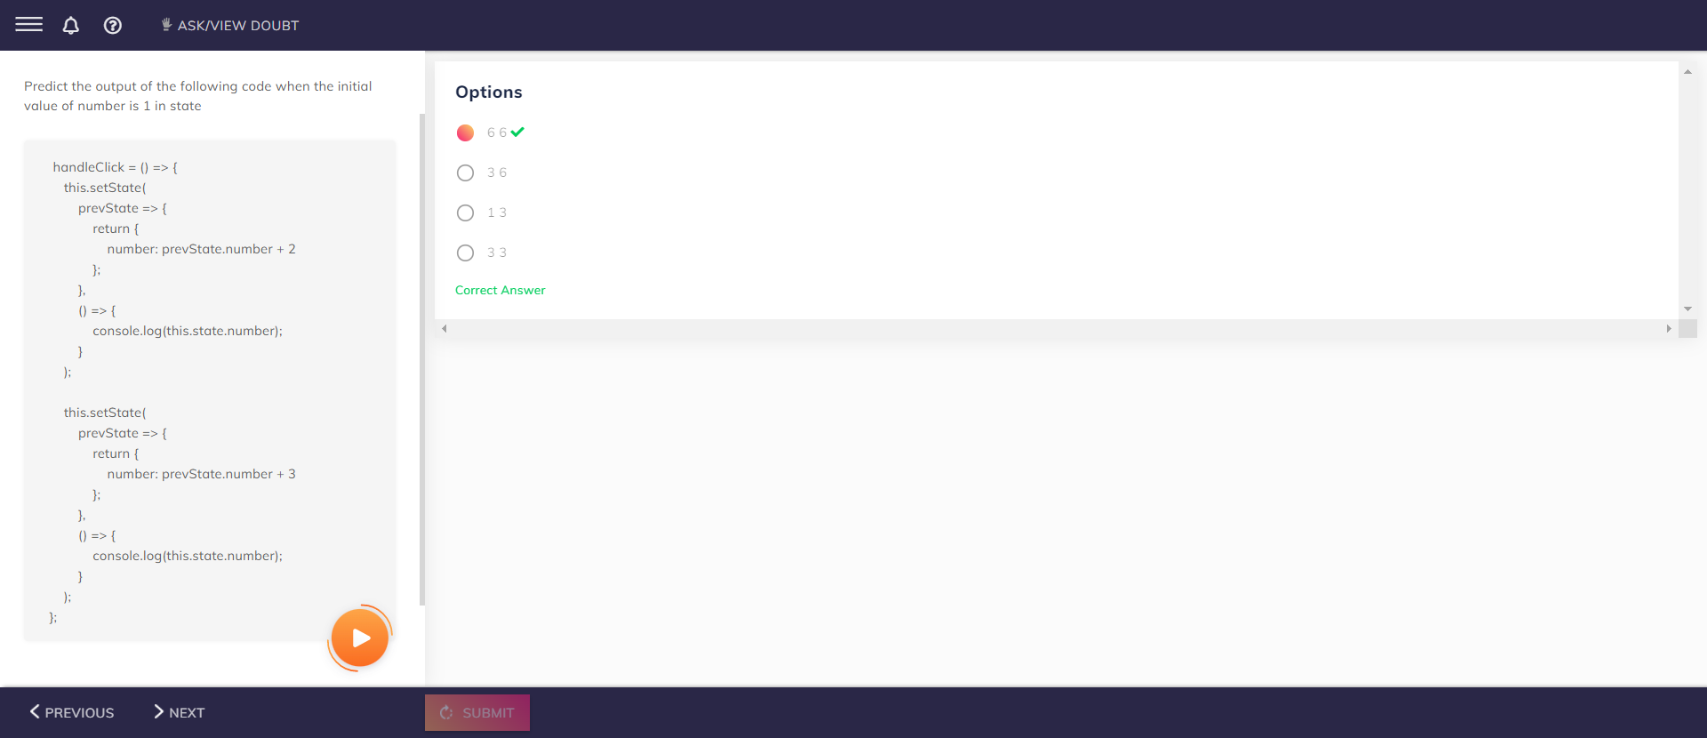 ASK/VIEW DOUBT
Predict the output of the following code when the initial
value of number is 1 in state
handleClick = () => {
this.setState(
prevState => {
return {
number: prevState.number + 2
};
},
() => {
console.log(this.state.number);
}
);
this.setState(
prevState => {
return {
number: prevState.number + 3
};
},
() => {
console.log(this.state.number);
}
);
};
Options
6 6
3 6
1 3
3 3
Correct Answer
PREVIOUS
NEXT
SUBMIT